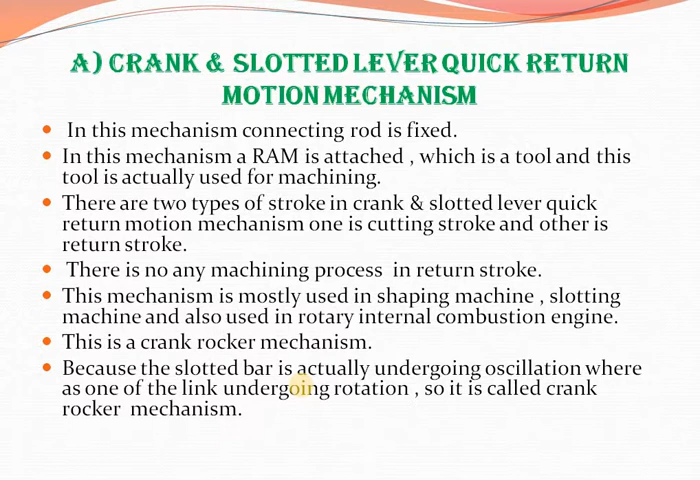 A) CRANK & SLOTTED LEVER QUICK RETURN
MOTION MECHANISM
• In this mechanism connecting rod is fixed.
• In this mechanism a RAM is attached , which is a tool and this
tool is actually used for machining.
• There are two types of stroke in crank & slotted lever quick
return motion mechanism one is cutting stroke and other is
return stroke.
• There is no any machining process in return stroke.
• This mechanism is mostly used in shaping machine , slotting
machine and also used in rotary internal combustion engine.
• This is a crank rocker mechanism.
• Because the slotted bar is actually undergoing oscillation where
as one of the link undergoing rotation , so it is called crank
rocker mechanism.